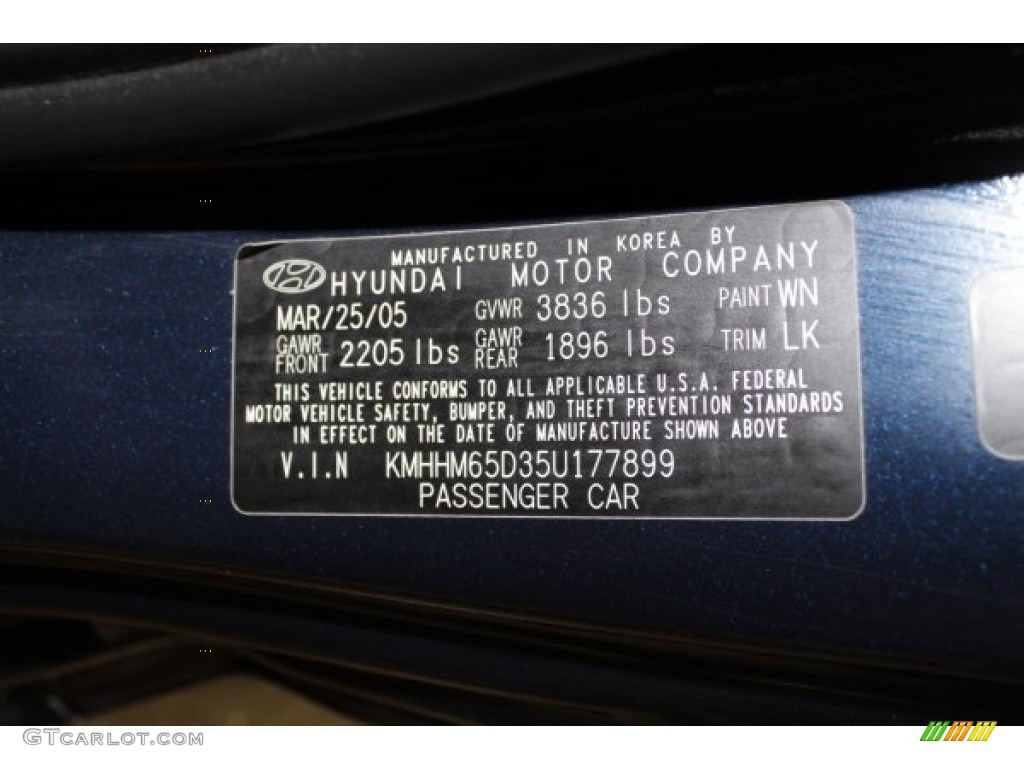 MANUFACTURED IN KOREA BY
HYUNDAI MOTOR COMPANY
MAR/25/05 GVWR 3836 lbs PAINT WN
GAWR FRONT 2205 lbs GAWR REAR 1896 lbs TRIM LK
THIS VEHICLE CONFORMS TO ALL APPLICABLE U.S.A. FEDERAL
MOTOR VEHICLE SAFETY, BUMPER, AND THEFT PREVENTION STANDARDS
IN EFFECT ON THE DATE OF MANUFACTURE SHOWN ABOVE
V.I.N KMHHM65D35U177899
PASSENGER CAR
GTCARLOT.COM